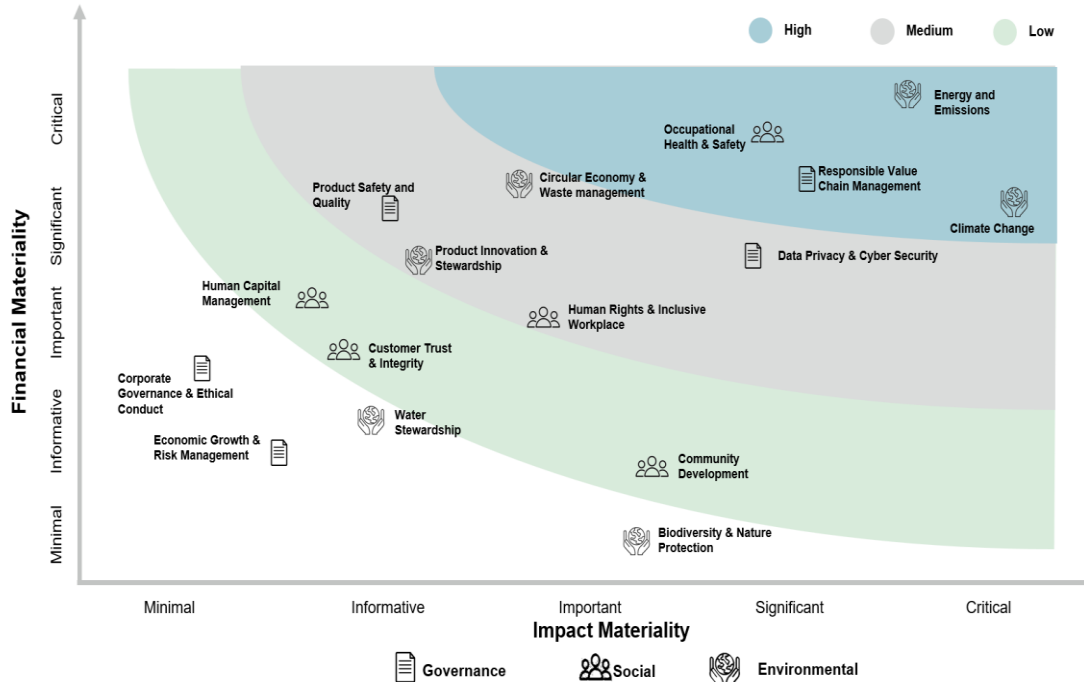 High
Medium
Low
Financial Materiality
Critical
Significant
Important
Informative
Minimal
Energy and
Emissions
Occupational
Health & Safety
Responsible Value
Chain Management
Circular Economy &
Waste management
Product Safety and
Quality
Climate Change
Product Innovation &
Stewardship
Data Privacy & Cyber Security
Human Capital
Management
Human Rights & Inclusive
Workplace
Customer Trust
& Integrity
Corporate
Governance & Ethical
Conduct
Water
Stewardship
Economic Growth &
Risk Management
Community
Development
Biodiversity & Nature
Protection
Minimal
Informative
Important
Significant
Critical
Impact Materiality
Governance
Social
Environmental